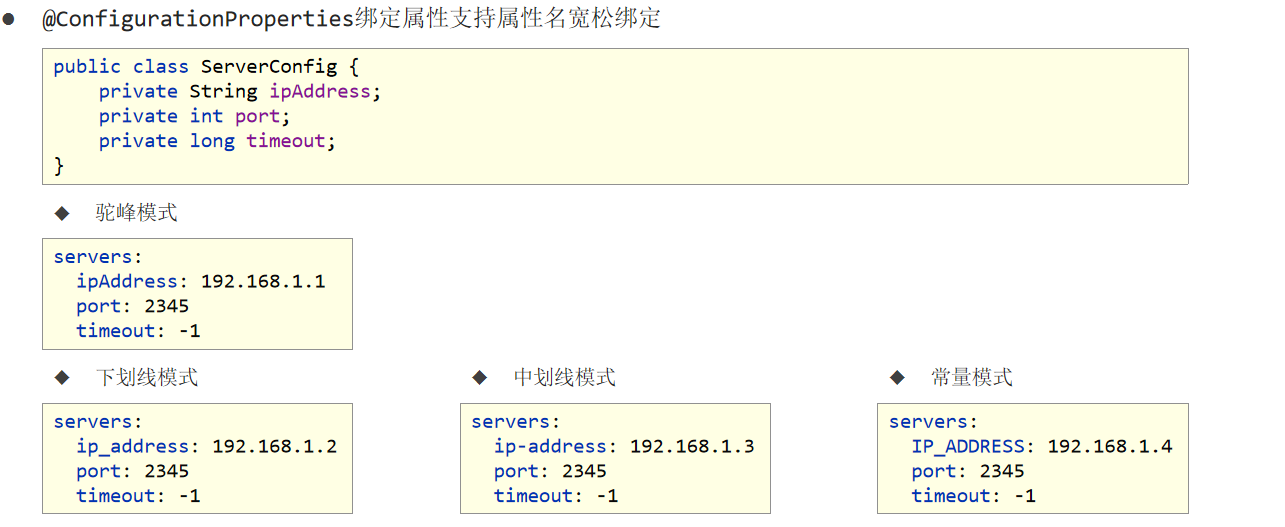 ● @ConfigurationProperties绑定属性支持属性名宽松绑定
public class ServerConfig {
    private String ipAddress;
    private int port;
    private long timeout;
}
◆ 驼峰模式
servers:
  ipAddress: 192.168.1.1
  port: 2345
  timeout: -1
◆ 下划线模式
servers:
  ip_address: 192.168.1.2
  port: 2345
  timeout: -1
◆ 中划线模式
servers:
  ip-address: 192.168.1.3
  port: 2345
  timeout: -1
◆ 常量模式
servers:
  IP_ADDRESS: 192.168.1.4
  port: 2345
  timeout: -1